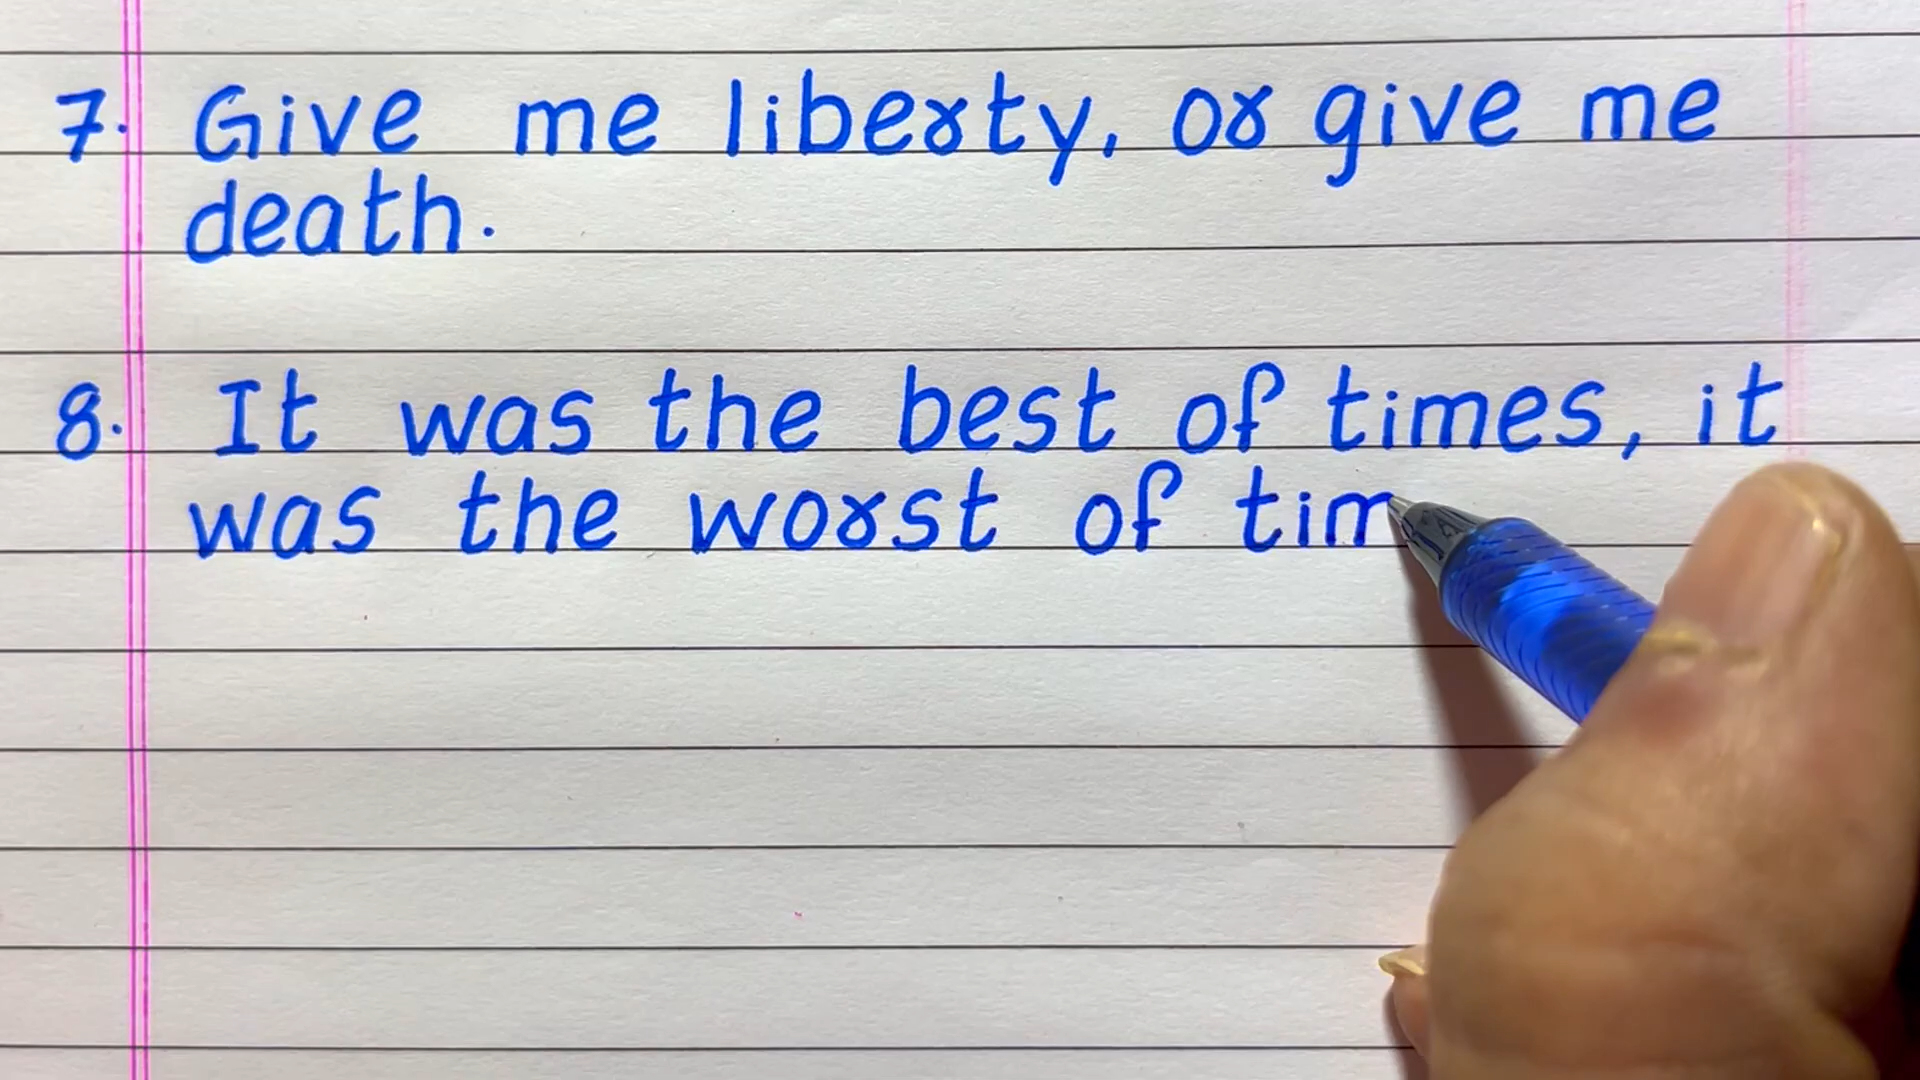 7. Give me liberty, or give me
death.
8. It was the best of times, it
was the worst of tim